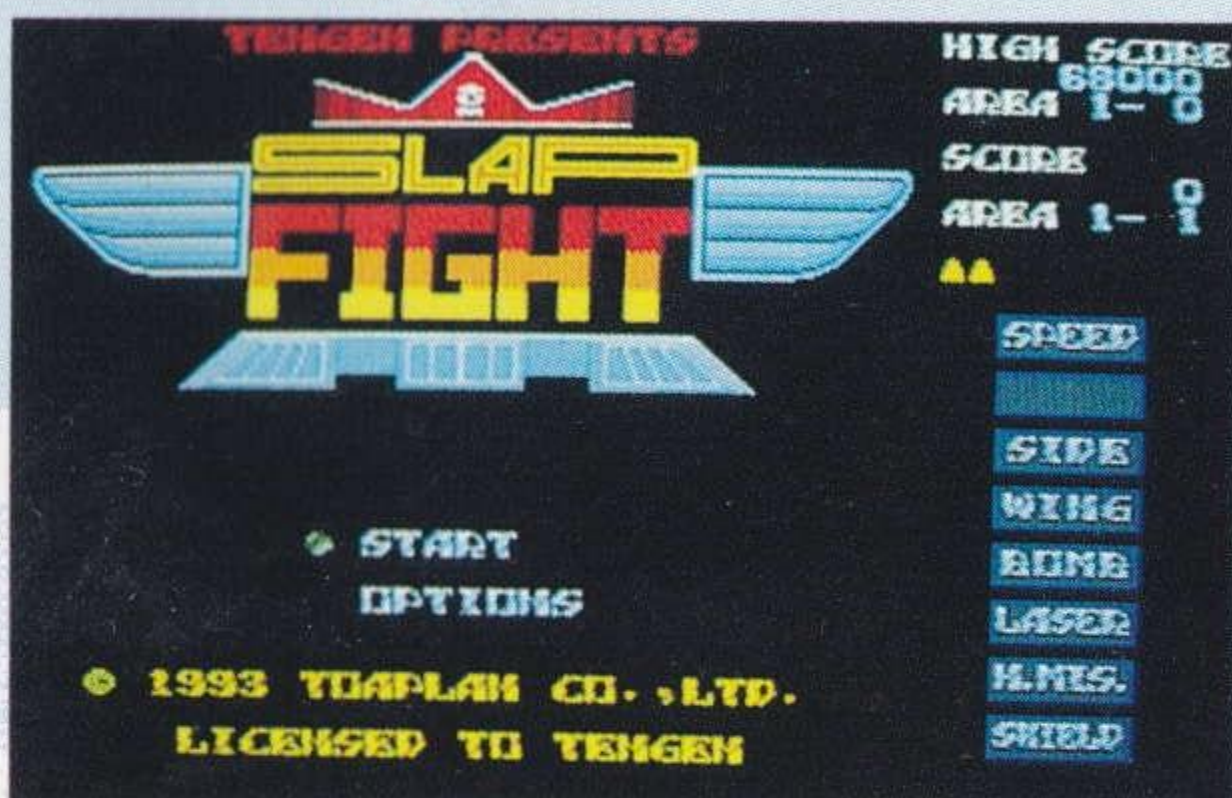 TENGEN PRESENTS
SLAP
FIGHT
START
OPTIONS
© 1993 TOAPLAN CO.,LTD.
LICENSED TO TENGEN
HIGH SCORE
68000
AREA 1- 0
SCORE
0
AREA 1- 1
SPEED
SIDE
WING
BOMB
LASER
H.MIS.
SHIELD